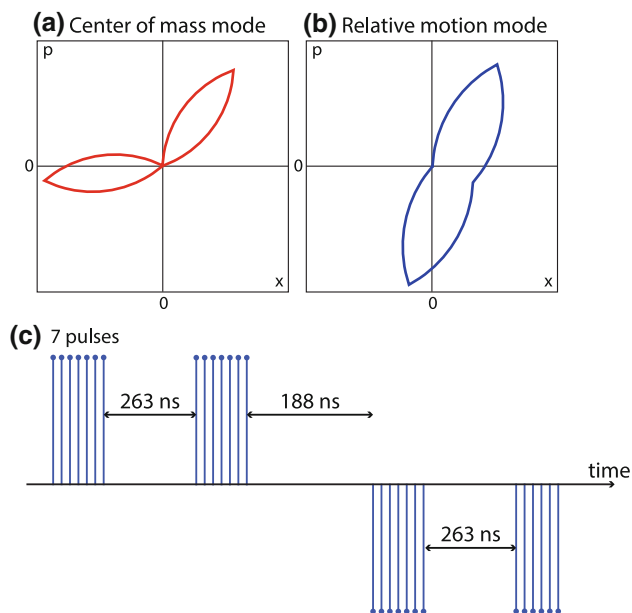 (a) Center of mass mode
p
0
x
0
(b) Relative motion mode
p
0
x
0
(c) 7 pulses
263 ns
188 ns
time
263 ns